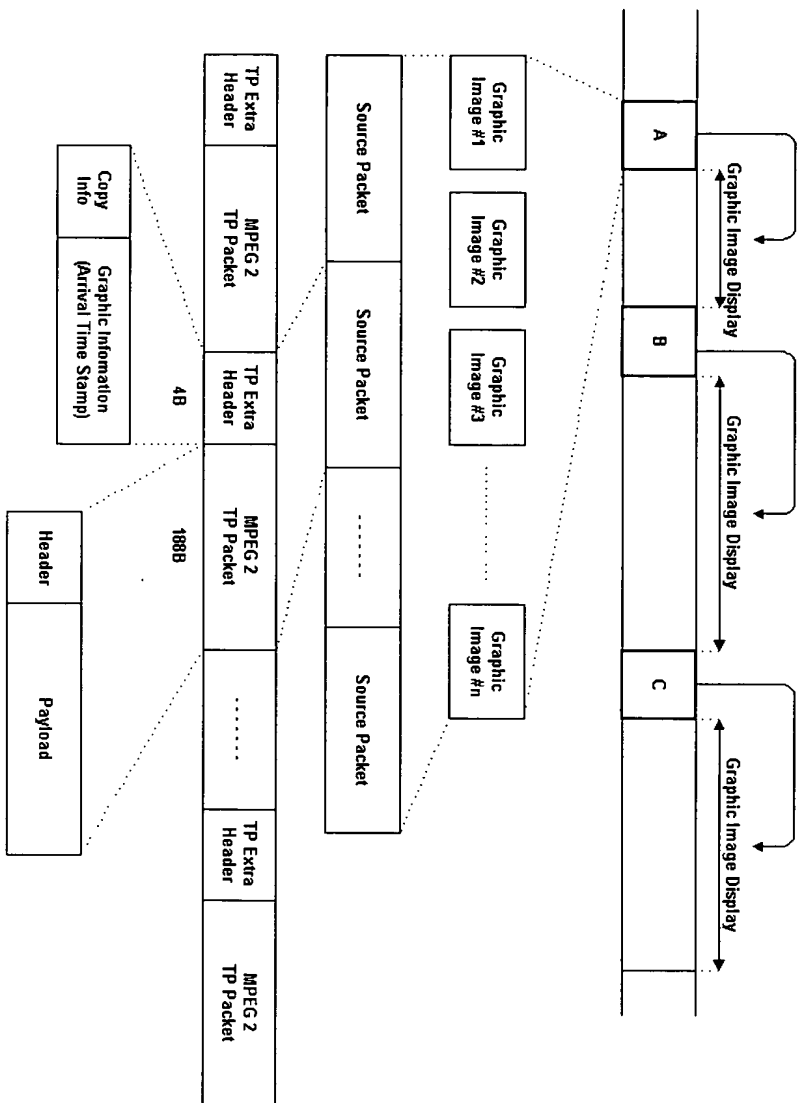 Graphic Image Display
Graphic Image Display
Graphic Image Display
A
B
C
Graphic
Image #1
Graphic
Image #2
Graphic
Image #3
Graphic
Image #n
Source Packet
Source Packet
Source Packet
TP Extra
Header
MPEG 2
TP Packet
TP Extra
Header
MPEG 2
TP Packet
TP Extra
Header
MPEG 2
TP Packet
4B
188B
Copy
Info
Graphic Infomation
(Arrival Time Stamp)
Header
Payload